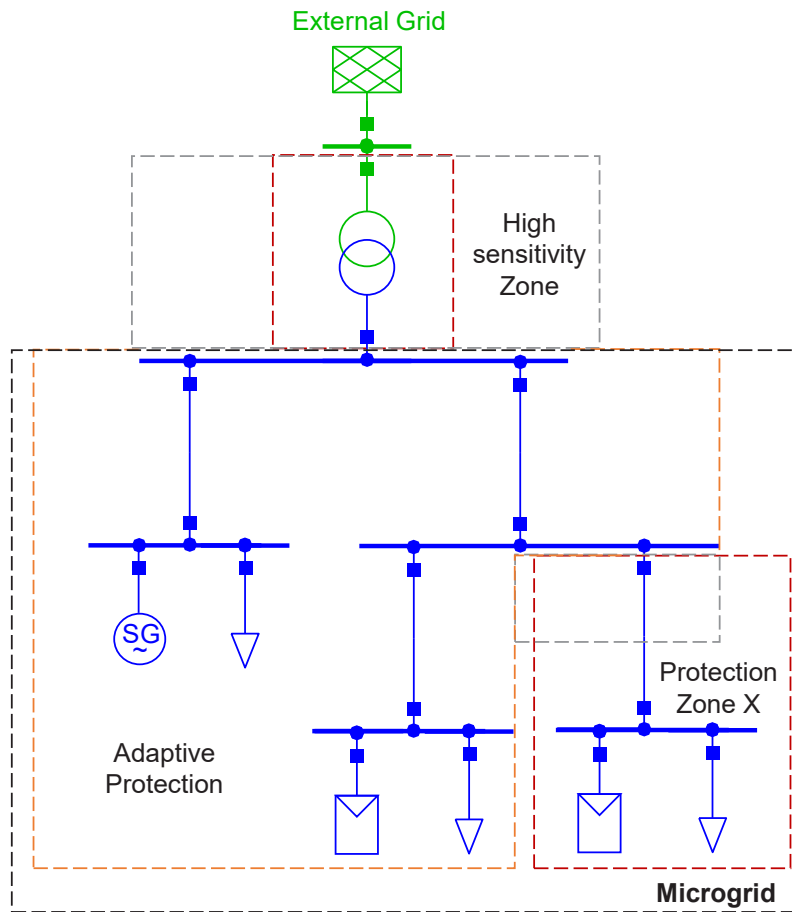 External Grid
High
sensitivity
Zone
SG
~
Protection
Zone X
Adaptive
Protection
Microgrid